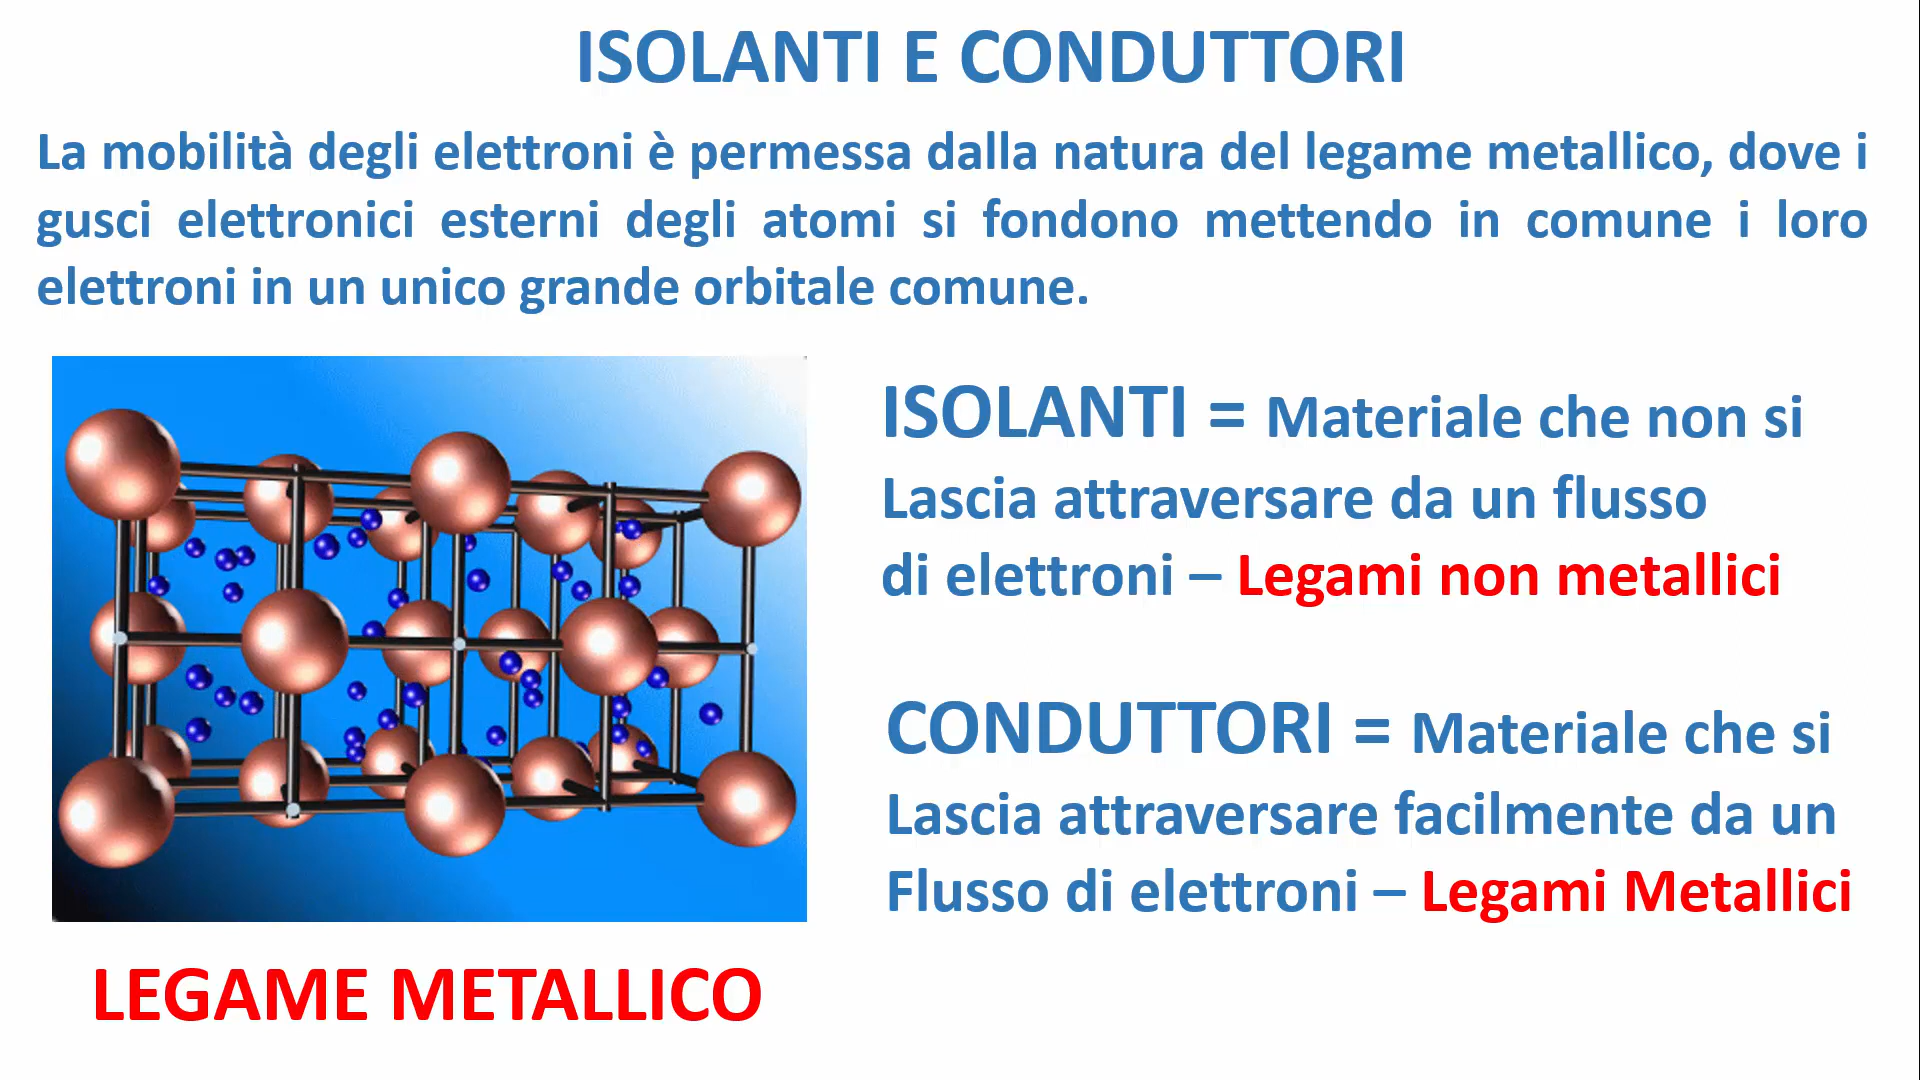 ISOLANTI E CONDUTTORI
La mobilità degli elettroni è permessa dalla natura del legame metallico, dove i
gusci elettronici esterni degli atomi si fondono mettendo in comune i loro
elettroni in un unico grande orbitale comune.
ISOLANTI = Materiale che non si
Lascia attraversare da un flusso
di elettroni – Legami non metallici
CONDUTTORI = Materiale che si
Lascia attraversare facilmente da un
Flusso di elettroni – Legami Metallici
LEGAME METALLICO